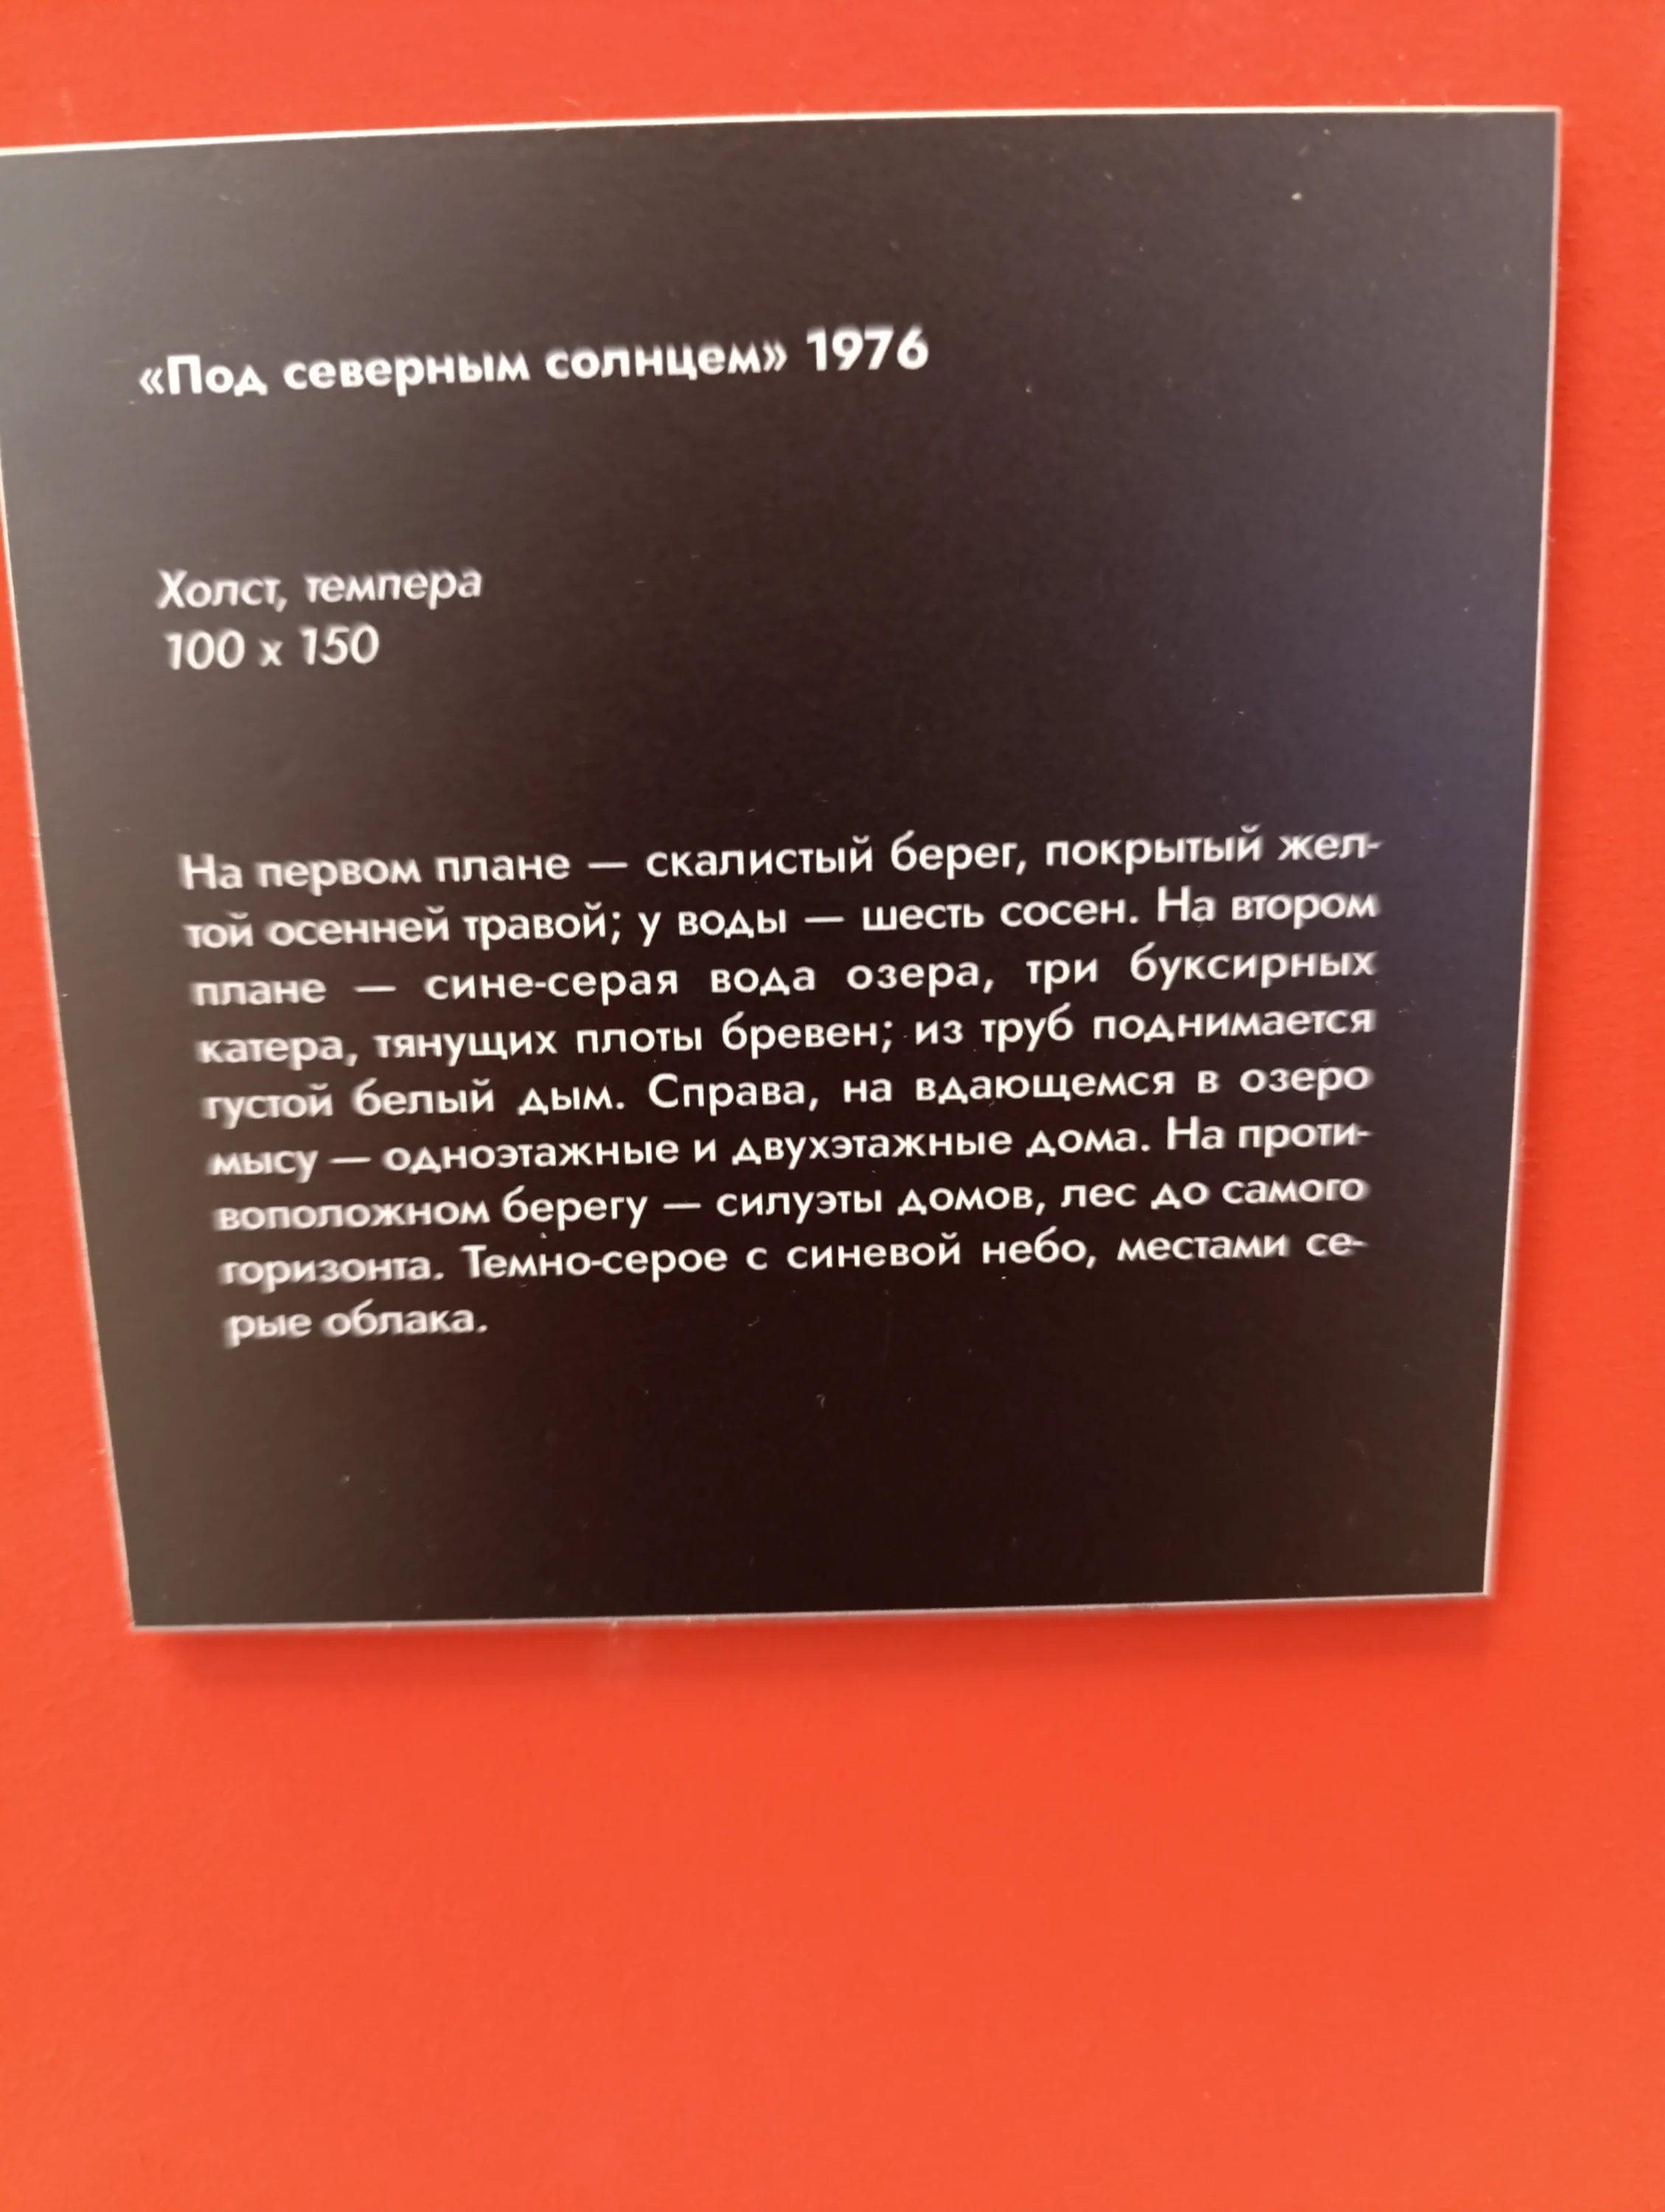 «Под северным солнцем» 1976
Холст, темпера
100 х 150
На первом плане — скалистый берег, покрытый жел-
той осенней травой; у воды — шесть сосен. На втором
плане — сине-серая вода озера, три буксирных
катера, тянущих плоты бревен; из труб поднимается
густой белый дым. Справа, на вдающемся в озеро
мысу — одноэтажные и двухэтажные дома. На проти-
воположном берегу — силуэты домов, лес до самого
горизонта. Темно-серое с синевой небо, местами се-
рые облака.